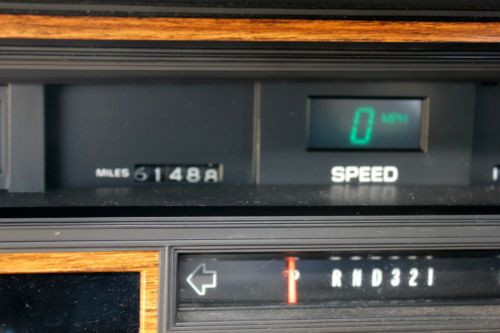 0 MPH
MILES 61488
SPEED
P RND321